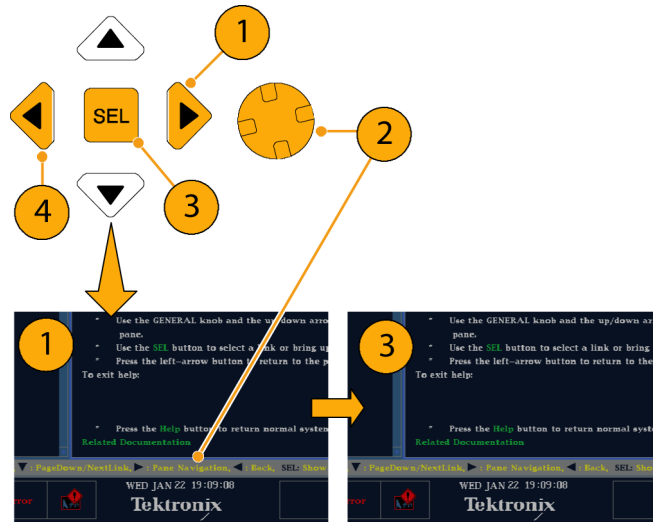 1
SEL
2
3
4
1
" Use the GENERAL knob and the up/down arro
pane.
" Use the SEL button to select a link or bring up
" Press the left-arrow button to return to the p
To exit help:
" Press the Help button to return normal system
Related Documentation
▼: PageDown/NextLink, ▶: Pane Navigation, ◀: Back, SEL: Show
WED JAN 22 19:09:08
rror
Tektronix
3
" Use the GENERAL knob and the up/down ar
pane.
" Use the SEL button to select a link or bring
" Press the left-arrow button to return to the
To exit help:
" Press the Help button to return normal syste
Related Documentation
▼: PageDown/NextLink, ▶: Pane Navigation, ◀: Back, SEL: Sho
WED JAN 22 19:09:08
rror
Tektronix